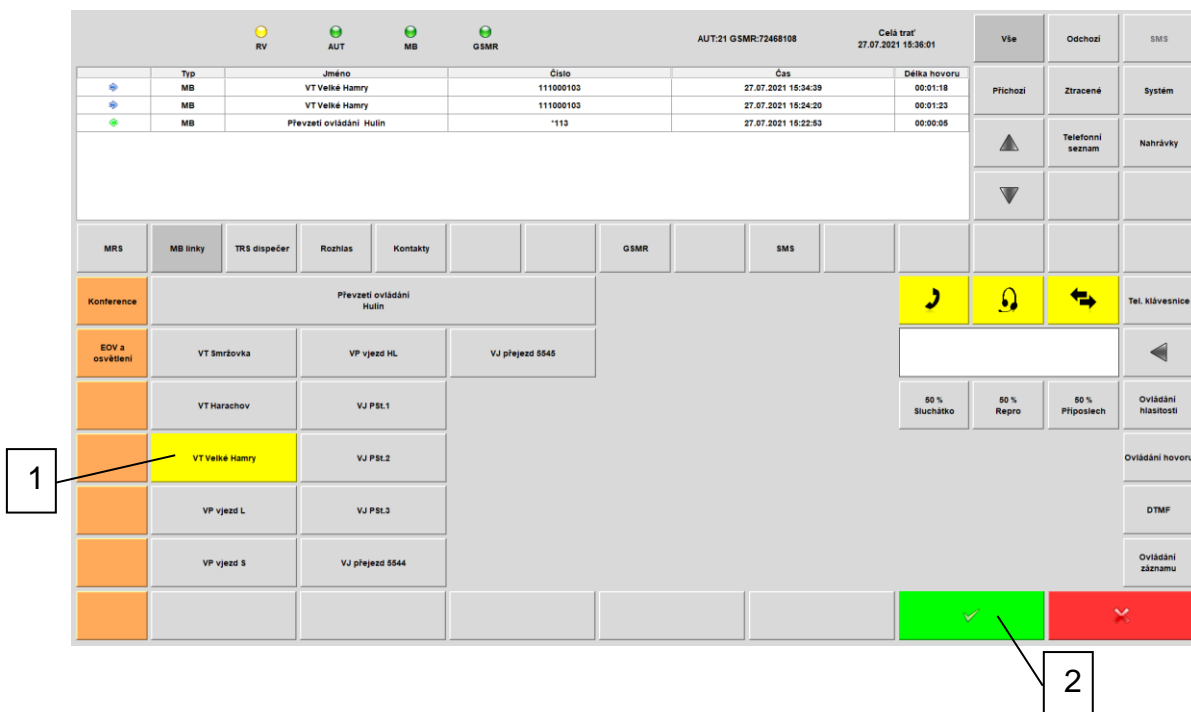 RV AUT MB GSMR
AUT:21 GSMR:72468108
Celá trať
27.07.2021 15:36:01
Vše Odchozí SMS
Typ Jméno Číslo Čas Délka hovoru
MB VT Velké Hamry 111000103 27.07.2021 15:34:39 00:01:18
MB VT Velké Hamry 111000103 27.07.2021 15:24:20 00:01:23
MB Převzetí ovládání Hulín *113 27.07.2021 15:22:53 00:00:05
Příchozí Ztracené Systém
Telefonní
seznam
Nahrávky
MRS MB linky TRS dispečer Rozhlas Kontakty GSMR SMS
Konference
Převzetí ovládání
Hulín
Tel. klávesnice
EOV a
osvětlení
VT Smržovka VP vjezd HL VJ přejezd 5545
VT Harachov VJ PSt.1
50 %
Sluchátko
50 %
Repro
50 %
Příposlech
Ovládání
hlasitosti
1
VT Velké Hamry VJ PSt.2
Ovládání hovoru
VP vjezd L VJ PSt.3
DTMF
VP vjezd S VJ přejezd 5544
Ovládání
záznamu
2